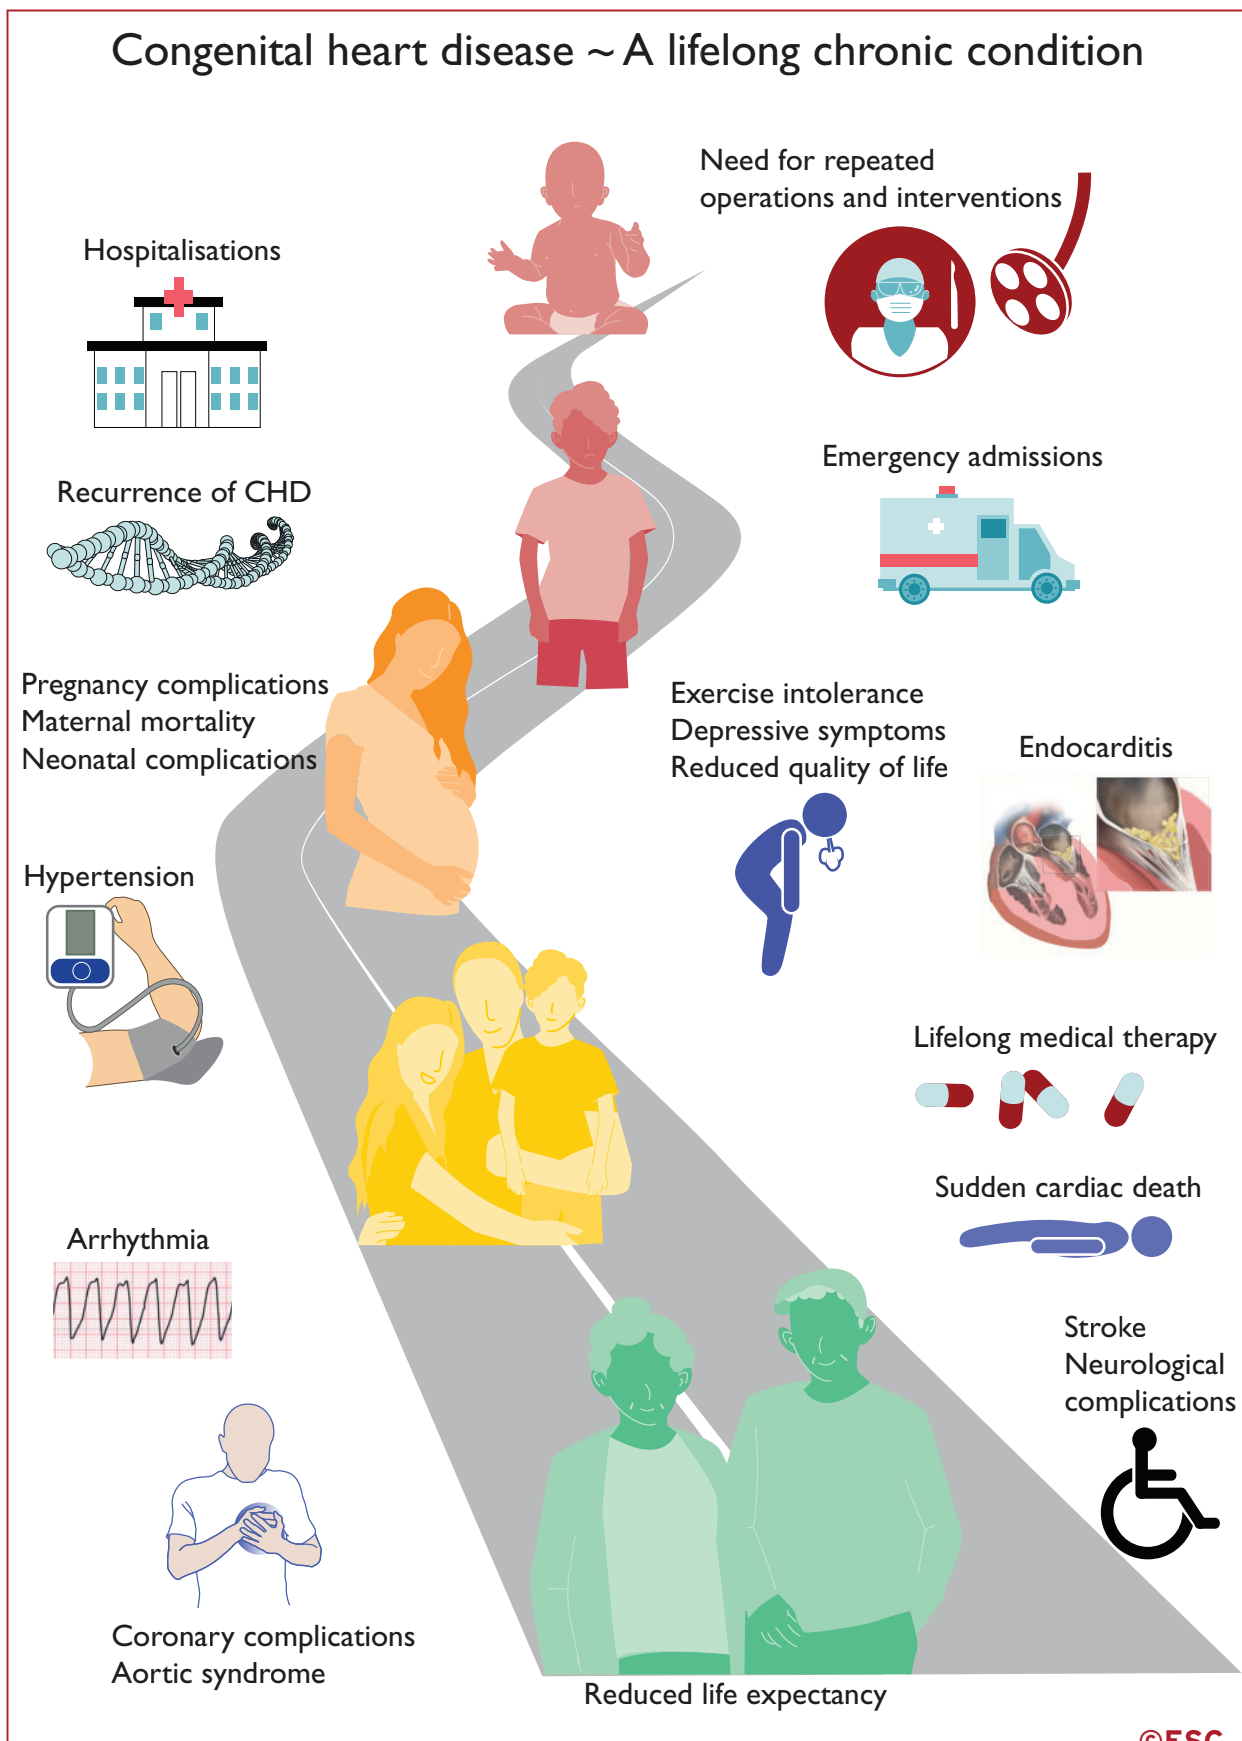 Congenital heart disease ~ A lifelong chronic condition
Need for repeated
operations and interventions
Hospitalisations
Emergency admissions
Recurrence of CHD
Pregnancy complications
Maternal mortality
Neonatal complications
Exercise intolerance
Depressive symptoms
Reduced quality of life
Endocarditis
Hypertension
Lifelong medical therapy
Sudden cardiac death
Arrhythmia
Stroke
Neurological
complications
Coronary complications
Aortic syndrome
Reduced life expectancy
©ESC